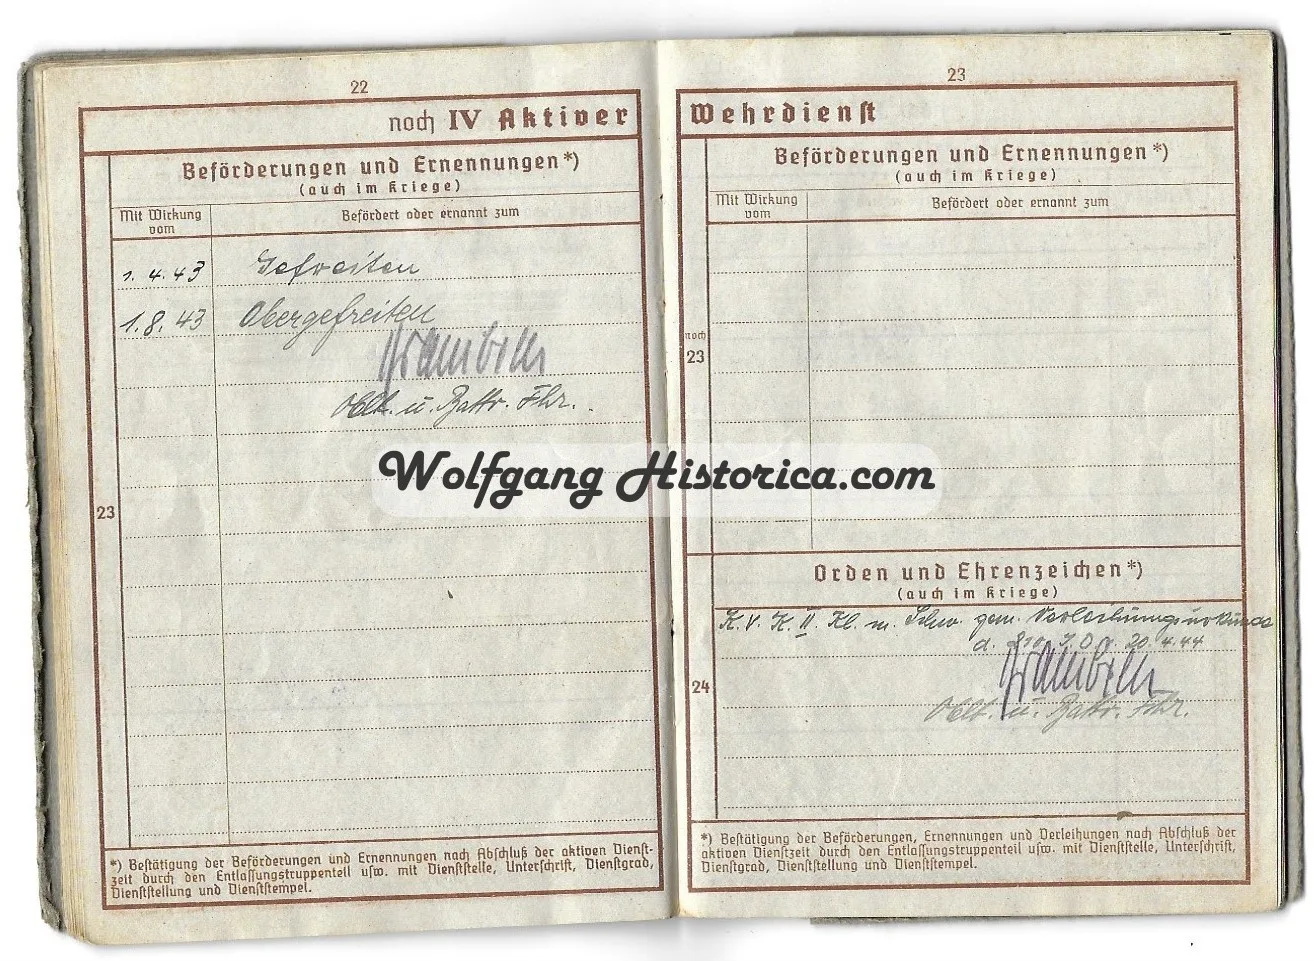 22
noch IV Aktiver
Beförderungen und Ernennungen*)
(auch im Kriege)
Mit Wirkung vom
Befördert oder ernannt zum
1.4.43 Gefreiten
1.8.43 Obergefreiten
Oblt. u. Battr. Fhr.
23
*) Bestätigung der Beförderungen und Ernennungen nach Abschluß der aktiven Dienst-
zeit durch den Entlassungstruppenteil usw. mit Dienststelle, Unterschrift, Dienstgrad,
Dienststellung und Dienststempel.
23
Wehrdienst
Beförderungen und Ernennungen*)
(auch im Kriege)
Mit Wirkung vom
Befördert oder ernannt zum
noch
23
Orden und Ehrenzeichen*)
(auch im Kriege)
K.V.K. II. Kl. m. Schw. gem. Verleihungsurkunde
d. 20.4.44
24
Oblt. u. Battr. Fhr.
*) Bestätigung der Beförderungen, Ernennungen und Verleihungen nach Abschluß der
aktiven Dienstzeit durch den Entlassungstruppenteil usw. mit Dienststelle, Unterschrift,
Dienstgrad, Dienststellung und Dienststempel.
Wolfgang Historica.com